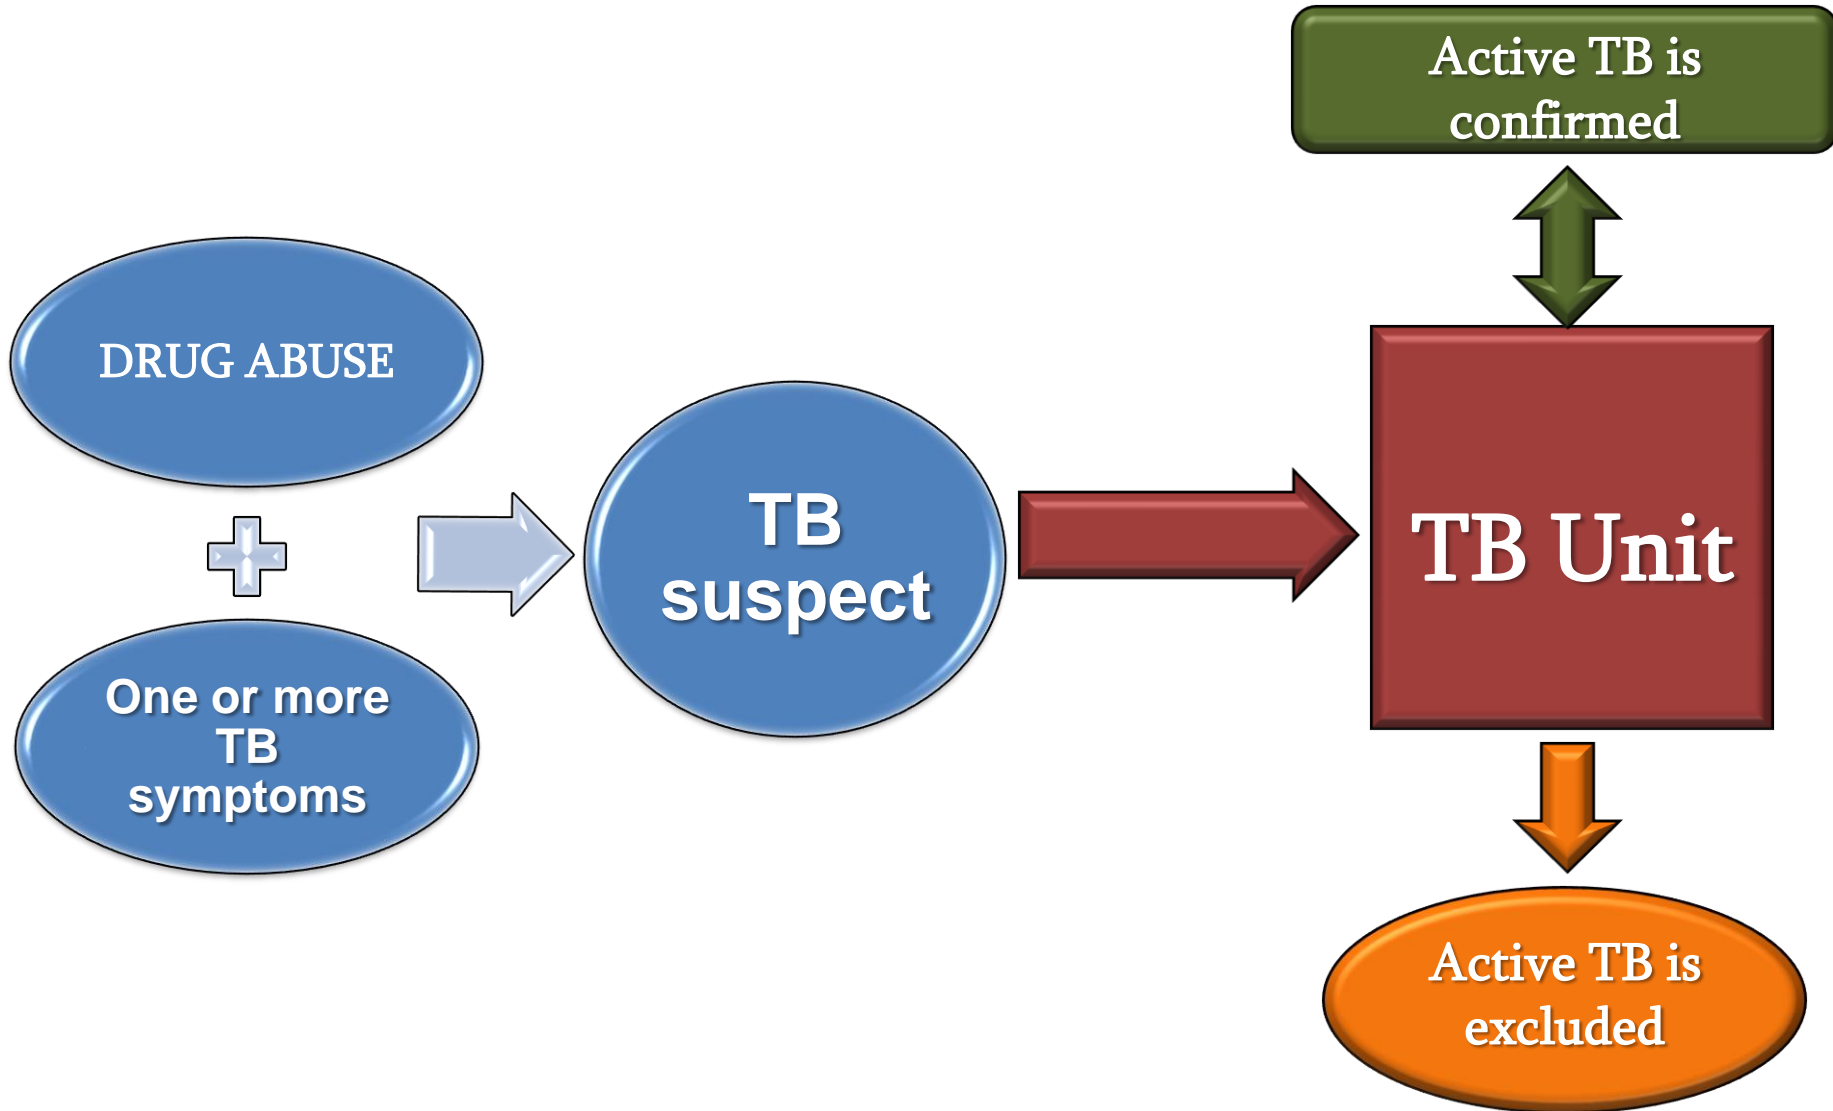 DRUG ABUSE
One or more
TB
symptoms
TB
suspect
TB Unit
Active TB is
confirmed
Active TB is
excluded